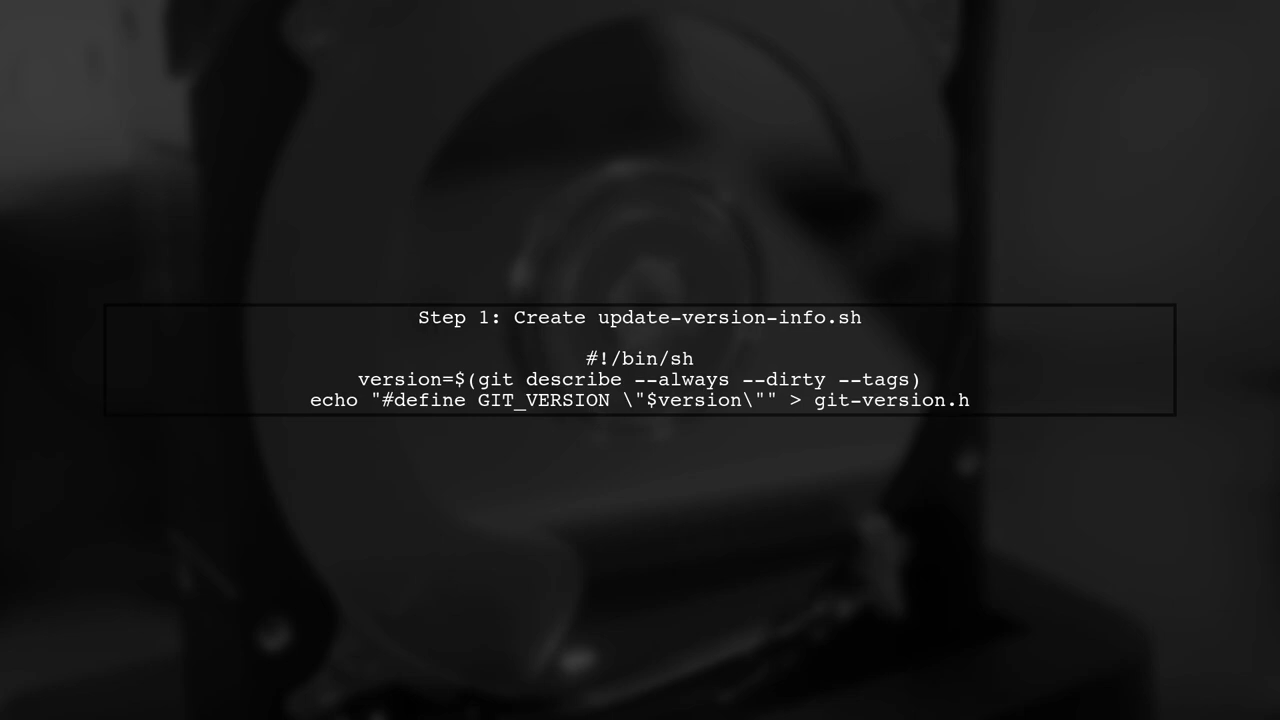 Step 1: Create update-version-info.sh
#!/bin/sh
version=$(git describe --always --dirty --tags)
echo "#define GIT_VERSION \"$version\"" > git-version.h